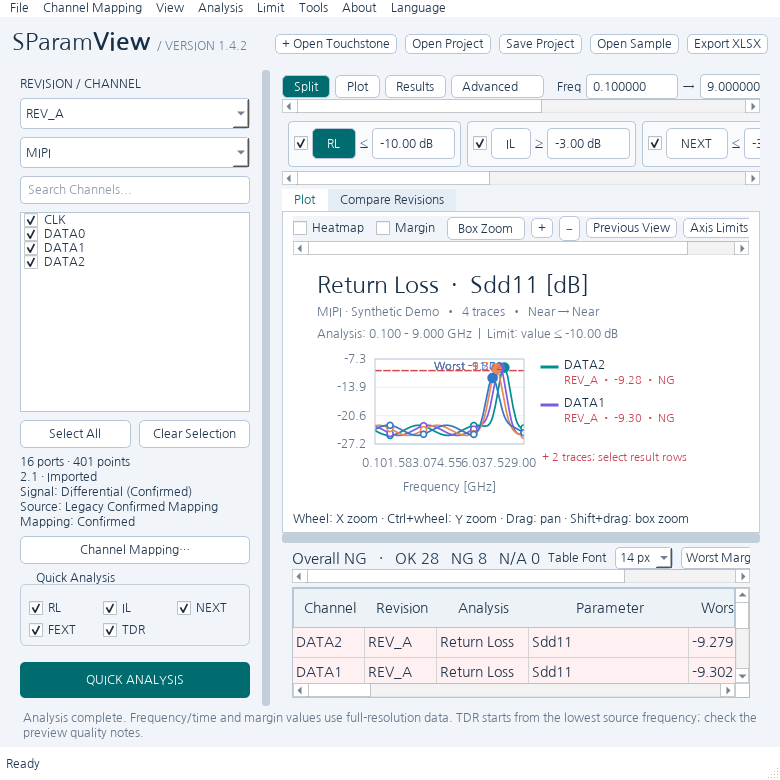 File Channel Mapping View Analysis Limit Tools About Language
SParamView / VERSION 1.4.2
+ Open Touchstone Open Project Save Project Open Sample Export XLSX
REVISION / CHANNEL
REV_A
MIPI
Search Channels...
CLK
DATA0
DATA1
DATA2
Select All Clear Selection
16 ports · 401 points
2.1 · Imported
Signal: Differential (Confirmed)
Source: Legacy Confirmed Mapping
Mapping: Confirmed
Channel Mapping...
Quick Analysis
RL IL NEXT
FEXT TDR
QUICK ANALYSIS
Split Plot Results Advanced Freq 0.100000 → 9.000000
RL ≤ -10.00 dB IL ≥ -3.00 dB NEXT ≤
Plot Compare Revisions
Heatmap Margin Box Zoom + – Previous View Axis Limits
Return Loss · Sdd11 [dB]
MIPI · Synthetic Demo • 4 traces • Near → Near
Analysis: 0.100 – 9.000 GHz | Limit: value ≤ -10.00 dB
-7.3
-13.9
-20.6
-27.2
Worst
0.101.583.074.556.037.529.00
Frequency [GHz]
DATA2
REV_A • -9.28 • NG
DATA1
REV_A • -9.30 • NG
+ 2 traces; select result rows
Wheel: X zoom · Ctrl+wheel: Y zoom · Drag: pan · Shift+drag: box zoom
Overall NG · OK 28 NG 8 N/A 0 Table Font 14 px Worst Marg
Channel Revision Analysis Parameter Wors
DATA2 REV_A Return Loss Sdd11 -9.279
DATA1 REV_A Return Loss Sdd11 -9.302
Analysis complete. Frequency/time and margin values use full-resolution data. TDR starts from the lowest source frequency; check the
preview quality notes.
Ready